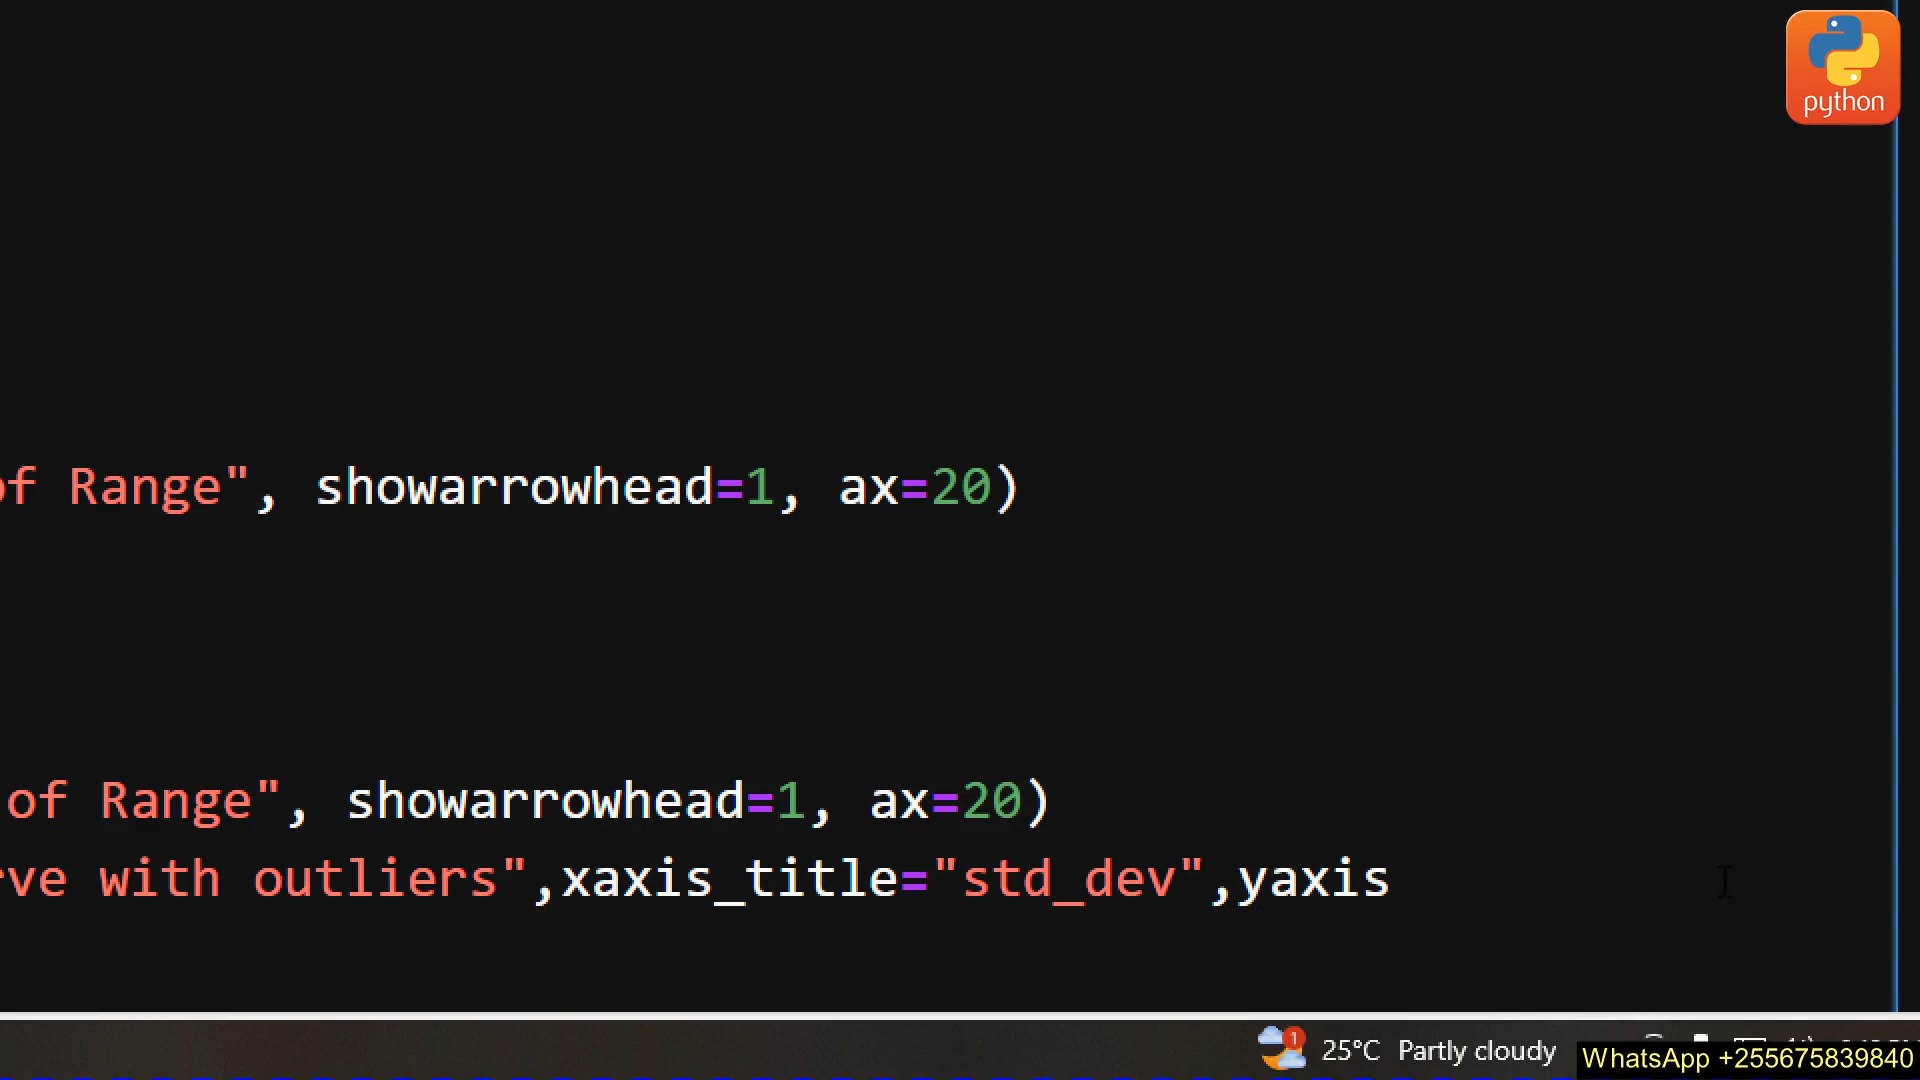 python
of Range", showarrowhead=1, ax=20)
of Range", showarrowhead=1, ax=20)
with outliers",xaxis_title="std_dev",yaxis
1
25°C Partly cloudy
WhatsApp +255675839840